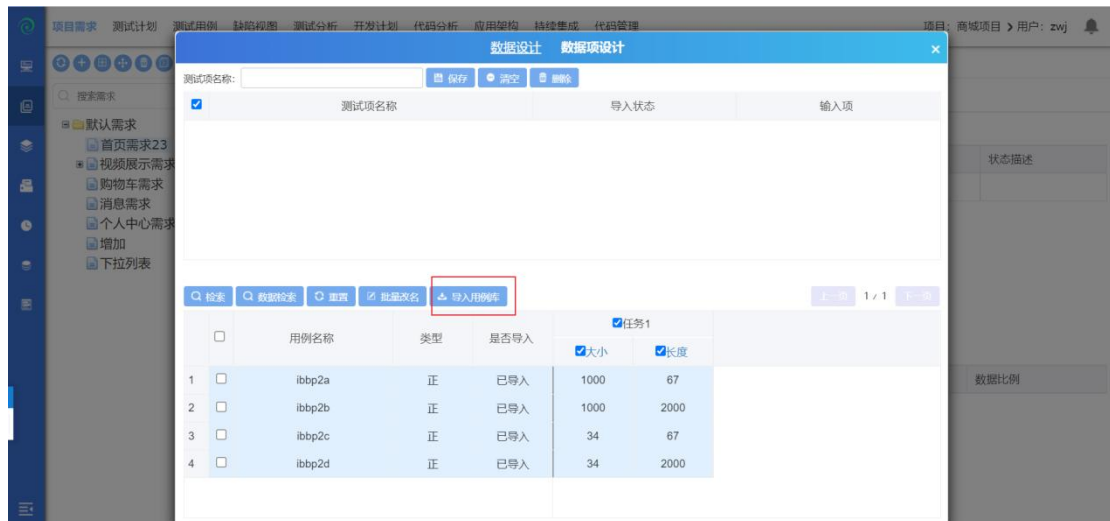 项目需求 测试计划 测试用例 缺陷视图 测试分析 开发计划 代码分析 应用架构 持续集成 代码管理 项目: 商城项目 用户: zwj
数据设计 数据项设计
测试项名称: 保存 清空 删除
搜索需求
测试项名称 导入状态 输入项
默认需求
首页需求23
视频展示需求
购物车需求
消息需求
个人中心需求
增加
下拉列表
状态描述
检索 数据检索 重置 批量改名 导入用例库 上一页 1 / 1 下一页
用例名称 类型 是否导入 任务1
大小 长度
1 ibbp2a 正 已导入 1000 67
2 ibbp2b 正 已导入 1000 2000
3 ibbp2c 正 已导入 34 67
4 ibbp2d 正 已导入 34 2000
数据比例